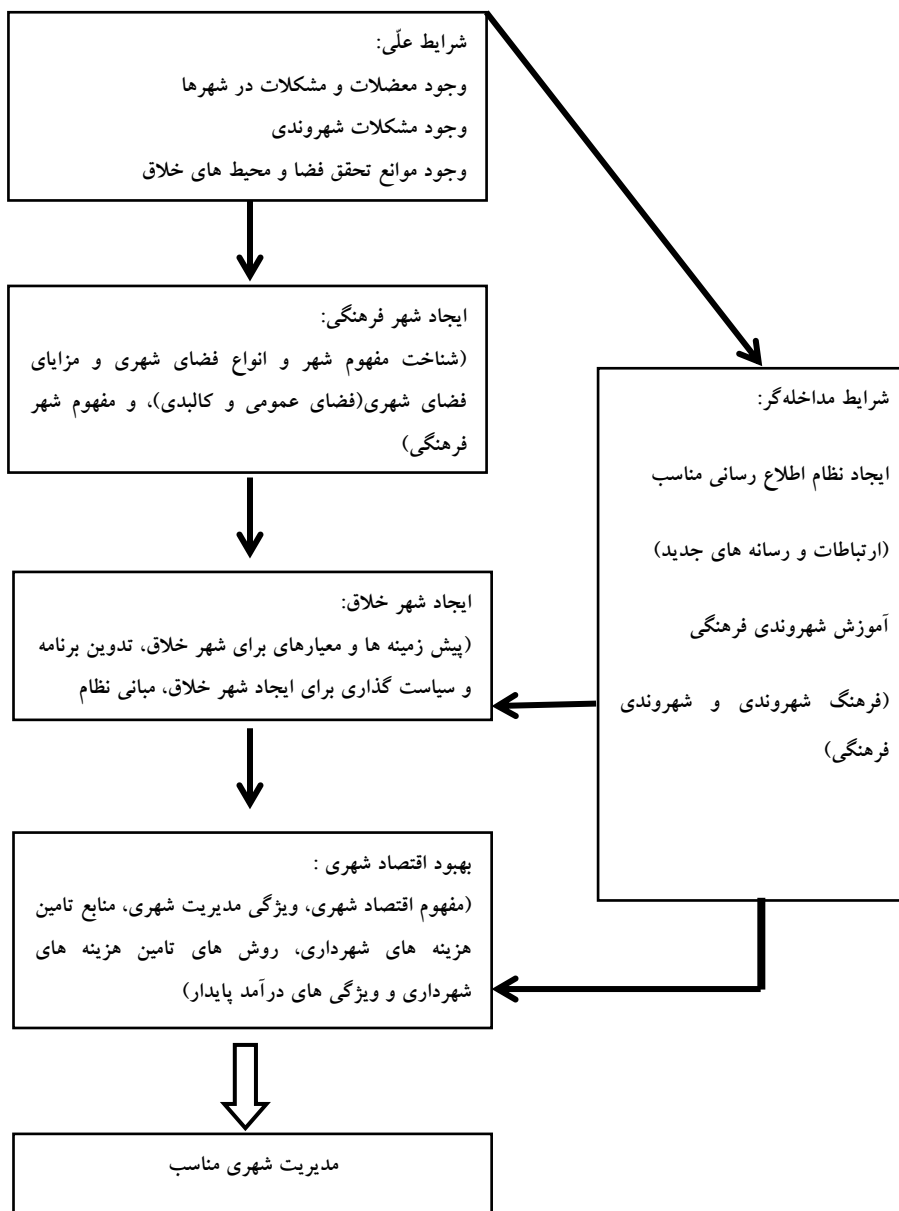 شرایط علّی:
وجود معضلات و مشکلات در شهرها
وجود مشکلات شهروندی
وجود موانع تحقق فضا و محیط های خلاق
ایجاد شهر فرهنگی:
(شناخت مفهوم شهر و انواع فضای شهری و مزایای
فضای شهری(فضای عمومی و کالبدی)، و مفهوم شهر
فرهنگی)
شرایط مداخله‌گر:
ایجاد نظام اطلاع رسانی مناسب
(ارتباطات و رسانه های جدید)
آموزش شهروندی فرهنگی
(فرهنگ شهروندی و شهروندی
فرهنگی)
ایجاد شهر خلاق:
(پیش زمینه ها و معیارهای برای شهر خلاق، تدوین برنامه
و سیاست گذاری برای ایجاد شهر خلاق، مبانی نظام
بهبود اقتصاد شهری :
(مفهوم اقتصاد شهری، ویژگی مدیریت شهری، منابع تامین
هزینه های شهرداری، روش های تامین هزینه های
شهرداری و ویژگی های درآمد پایدار)
مدیریت شهری مناسب